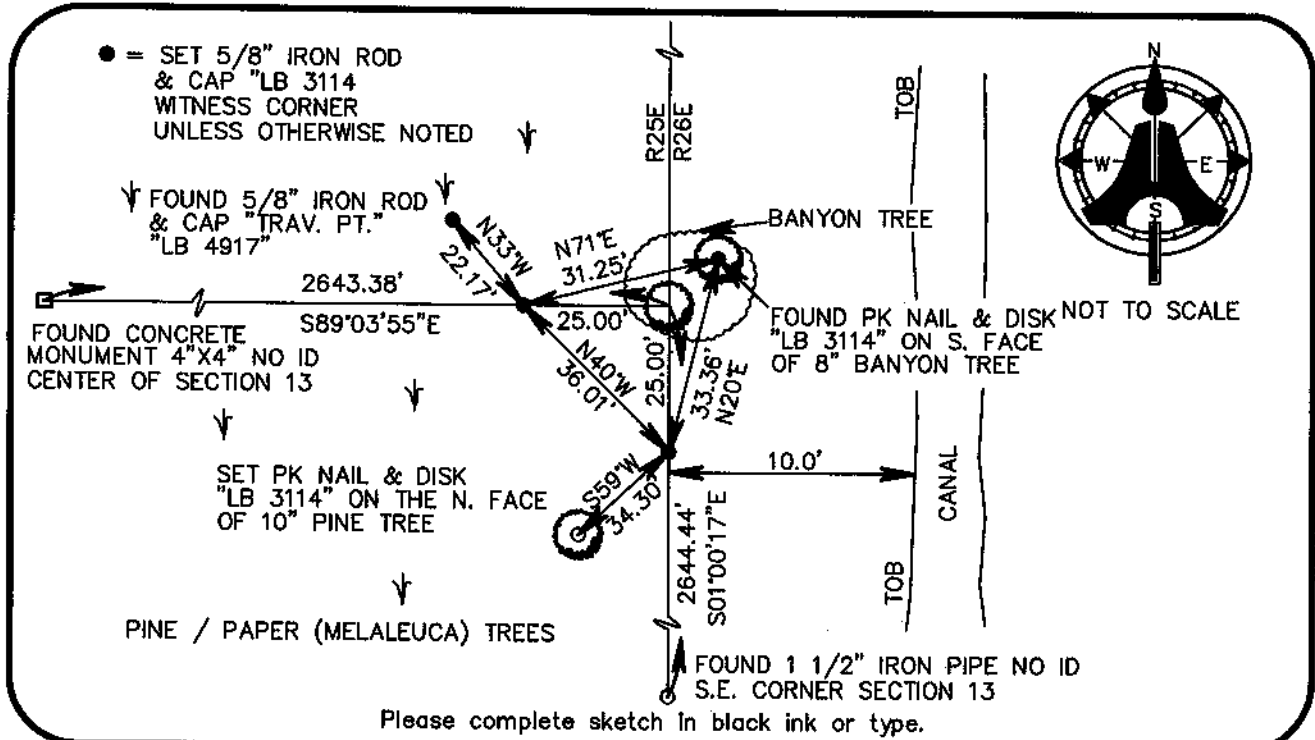 ● = SET 5/8" IRON ROD
& CAP "LB 3114
WITNESS CORNER
UNLESS OTHERWISE NOTED
FOUND 5/8" IRON ROD
& CAP "TRAV. PT."
"LB 4917"
N33°W
22.17'
2643.38'
S89°03'55"E
FOUND CONCRETE
MONUMENT 4"X4" NO ID
CENTER OF SECTION 13
R25E
R26E
BANYON TREE
N71°E
31.25'
25.00'
25.00'
33.36'
N20°E
N40°W
36.01'
FOUND PK NAIL & DISK
"LB 3114" ON S. FACE
OF 8" BANYON TREE
TOB
N
W
E
S
NOT TO SCALE
SET PK NAIL & DISK
"LB 3114" ON THE N. FACE
OF 10" PINE TREE
S59°W
34.30'
10.0'
CANAL
TOB
2644.44'
S01°00'17"E
PINE / PAPER (MELALEUCA) TREES
FOUND 1 1/2" IRON PIPE NO ID
S.E. CORNER SECTION 13
Please complete sketch in black ink or type.